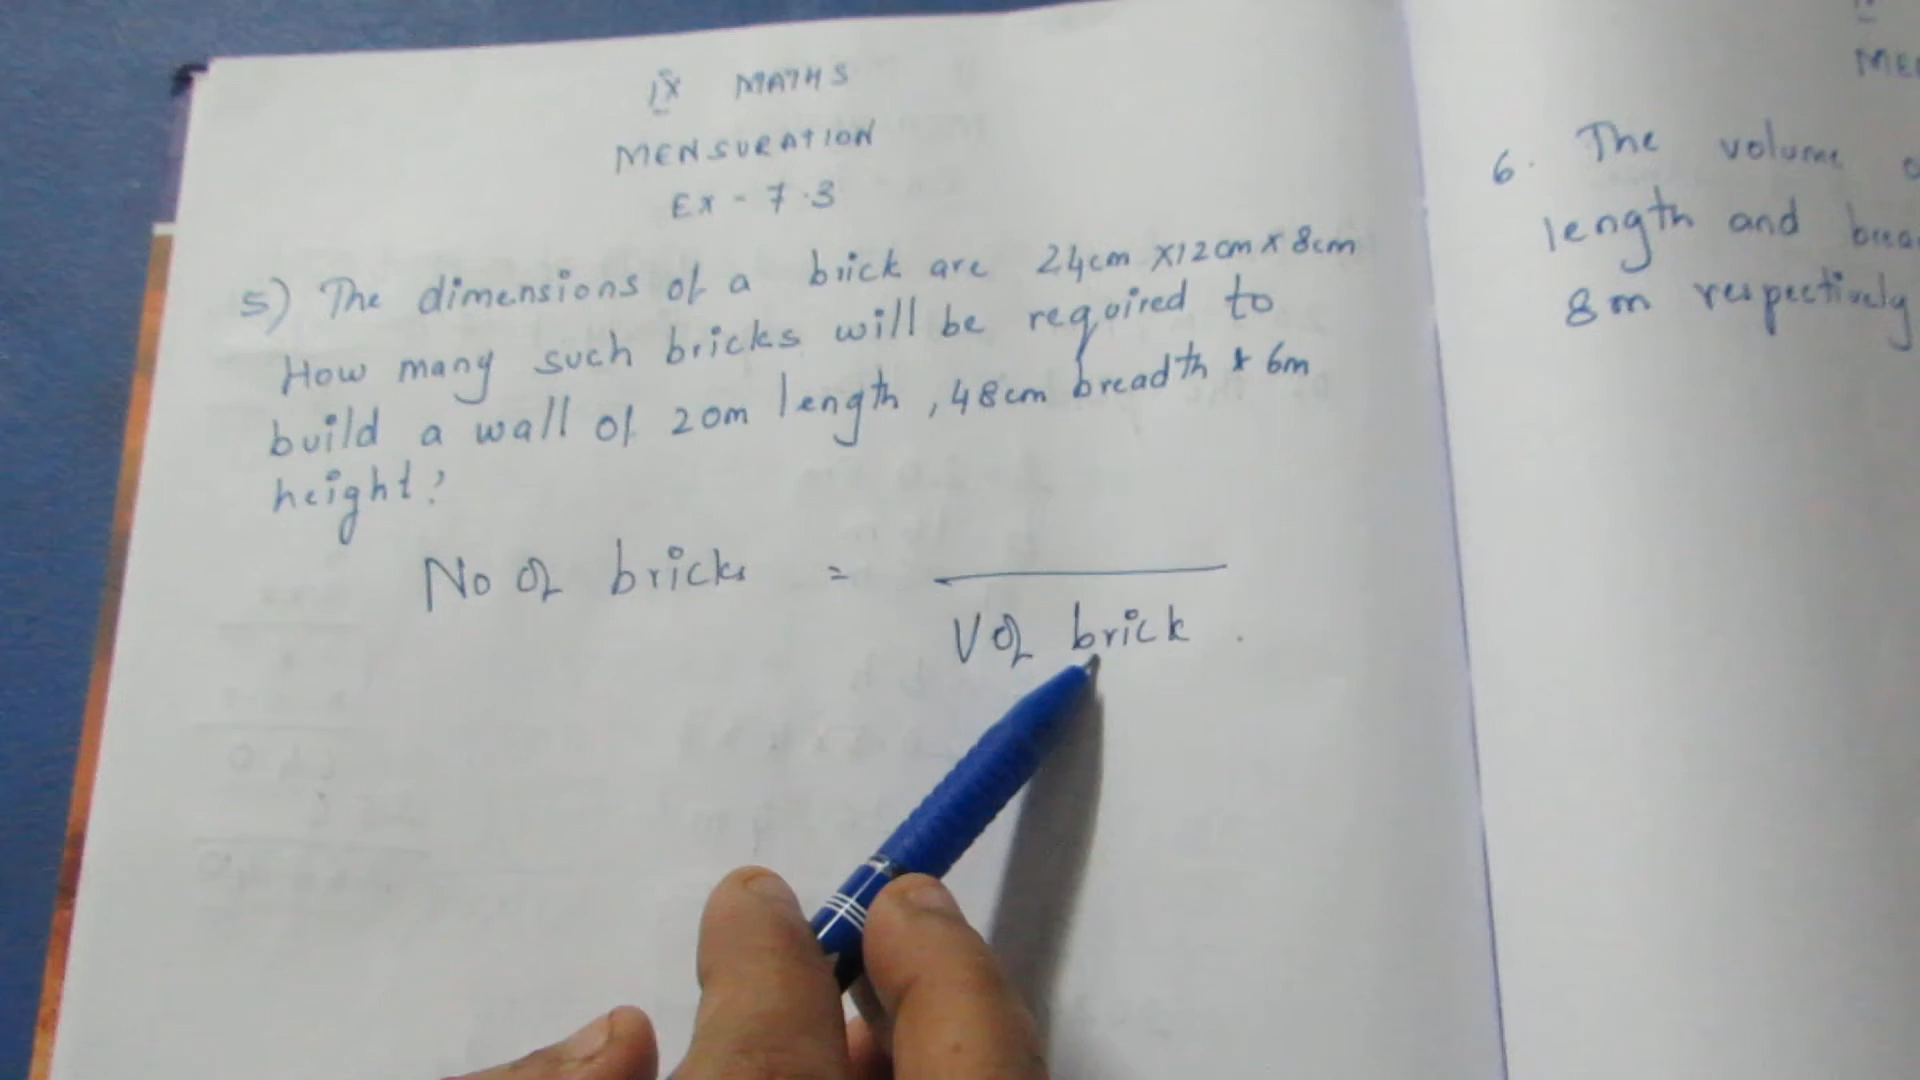 IX MATHS
MENSURATION
Ex - 7.3
5) The dimensions of a brick are 24cm x12cm x 8cm
How many such bricks will be required to
build a wall of 20m length, 48cm breadth & 6m
height?
No of bricks =
V of brick
6. The volume
length and
8m respectively